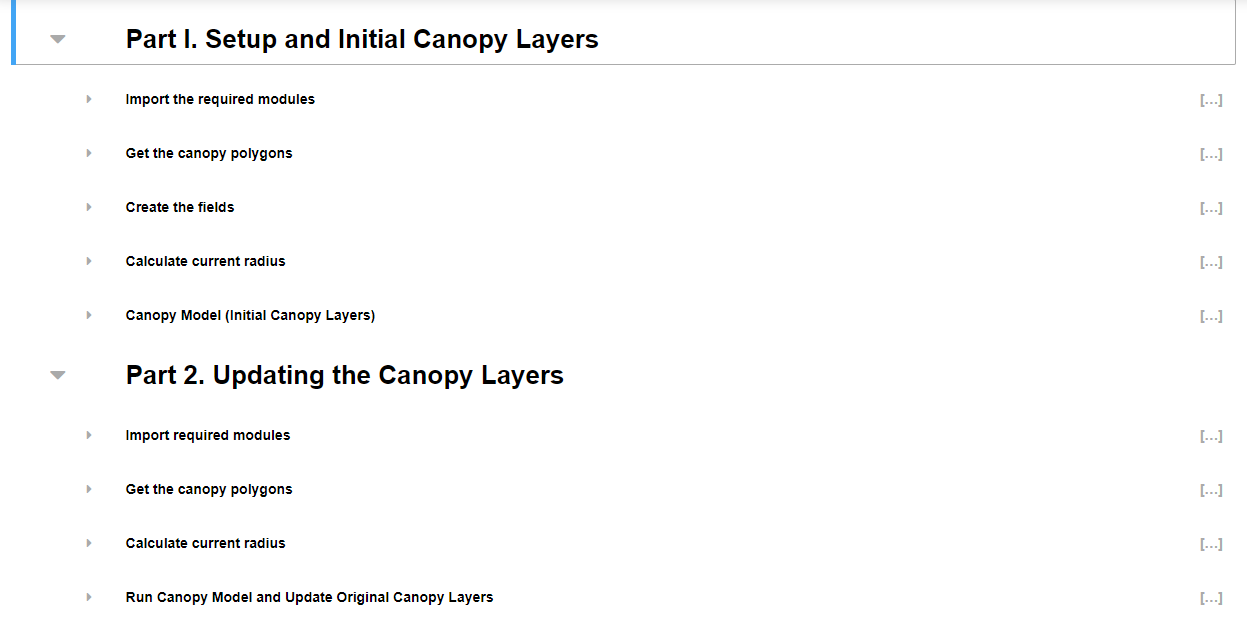 Part I. Setup and Initial Canopy Layers
Import the required modules [...]
Get the canopy polygons [...]
Create the fields [...]
Calculate current radius [...]
Canopy Model (Initial Canopy Layers) [...]
Part 2. Updating the Canopy Layers
Import required modules [...]
Get the canopy polygons [...]
Calculate current radius [...]
Run Canopy Model and Update Original Canopy Layers [...]